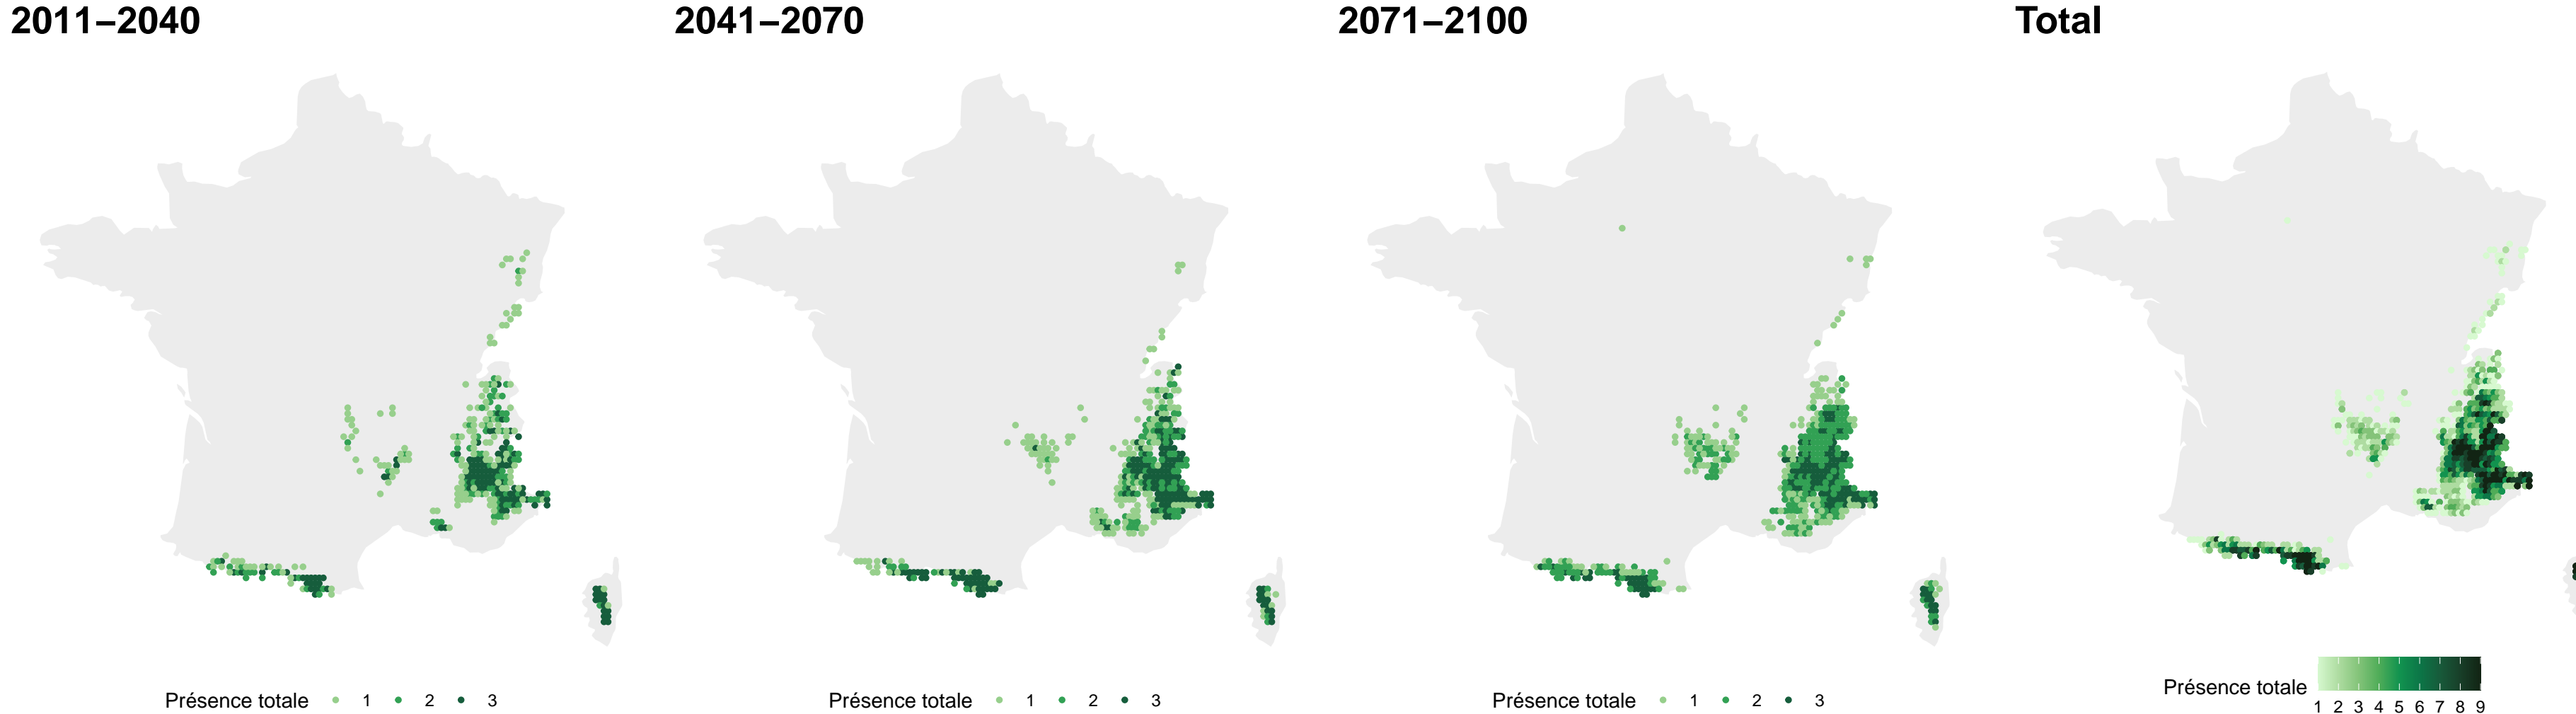 2011–2040
2041–2070
2071–2100
Total
Présence totale 1 2 3
Présence totale 1 2 3
Présence totale 1 2 3
Présence totale
1 2 3 4 5 6 7 8 9